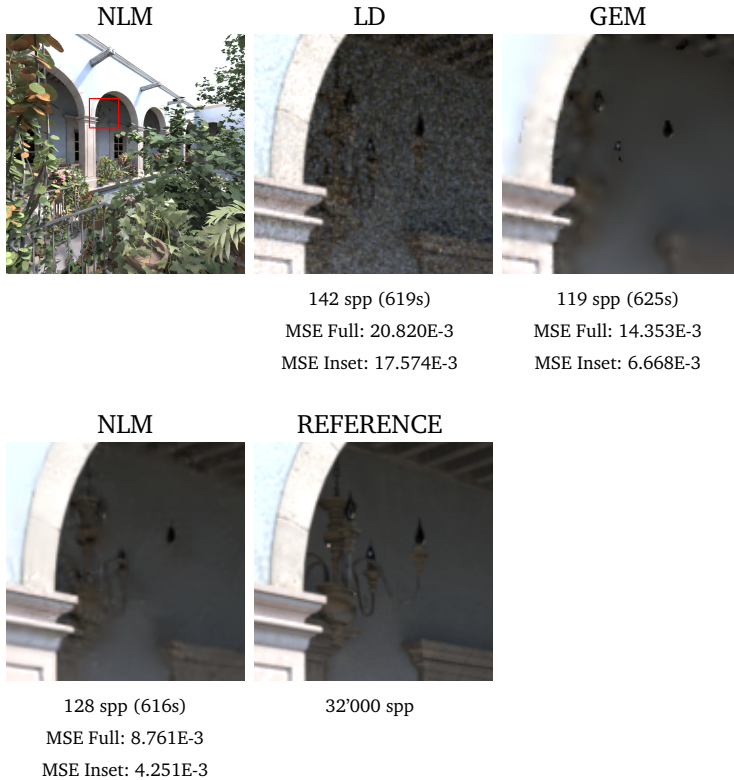 NLM
LD
GEM
142 spp (619s)
MSE Full: 20.820E-3
MSE Inset: 17.574E-3
119 spp (625s)
MSE Full: 14.353E-3
MSE Inset: 6.668E-3
NLM
REFERENCE
128 spp (616s)
MSE Full: 8.761E-3
MSE Inset: 4.251E-3
32'000 spp